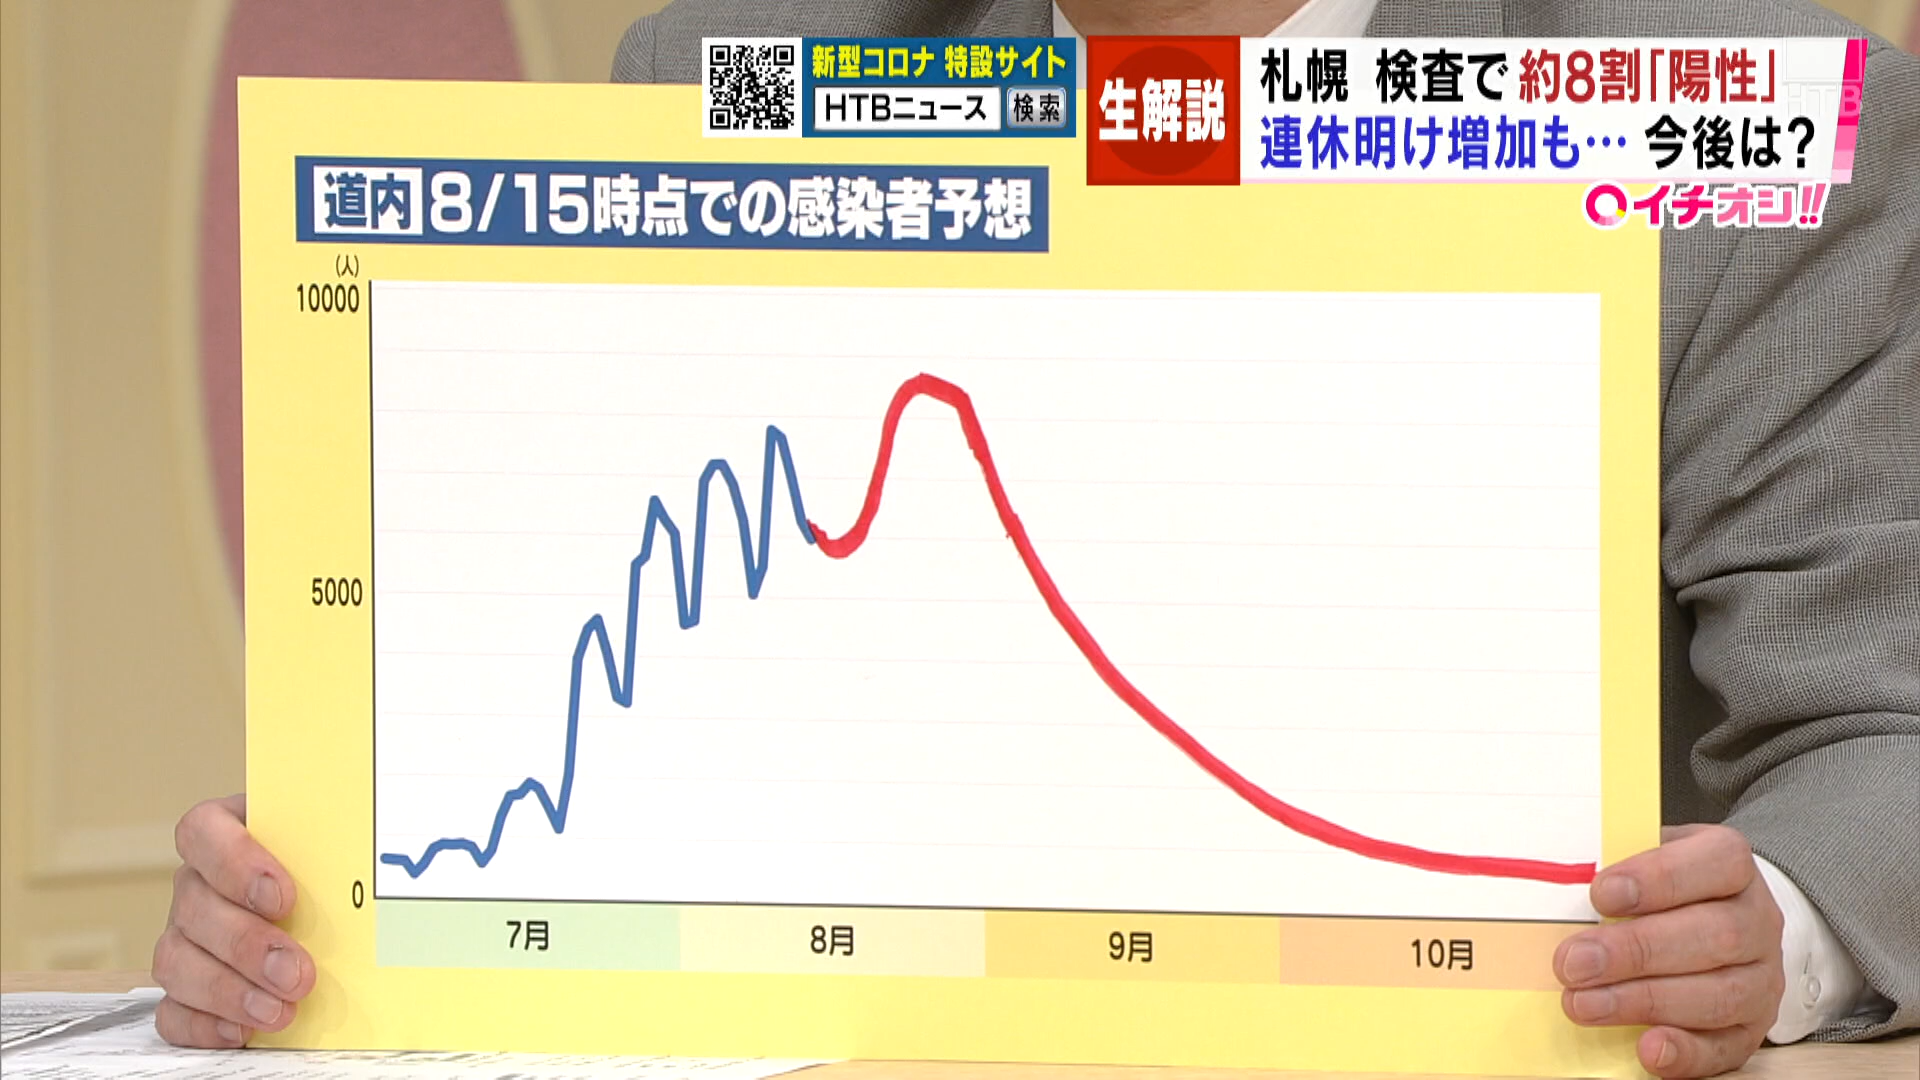 新型コロナ 特設サイト
HTBニュース 検索
生解説
札幌 検査で約8割「陽性」
連休明け増加も… 今後は?
HTB
イチオシ!!
道内 8/15時点での感染者予想
(人)
10000
5000
0
7月 8月 9月 10月